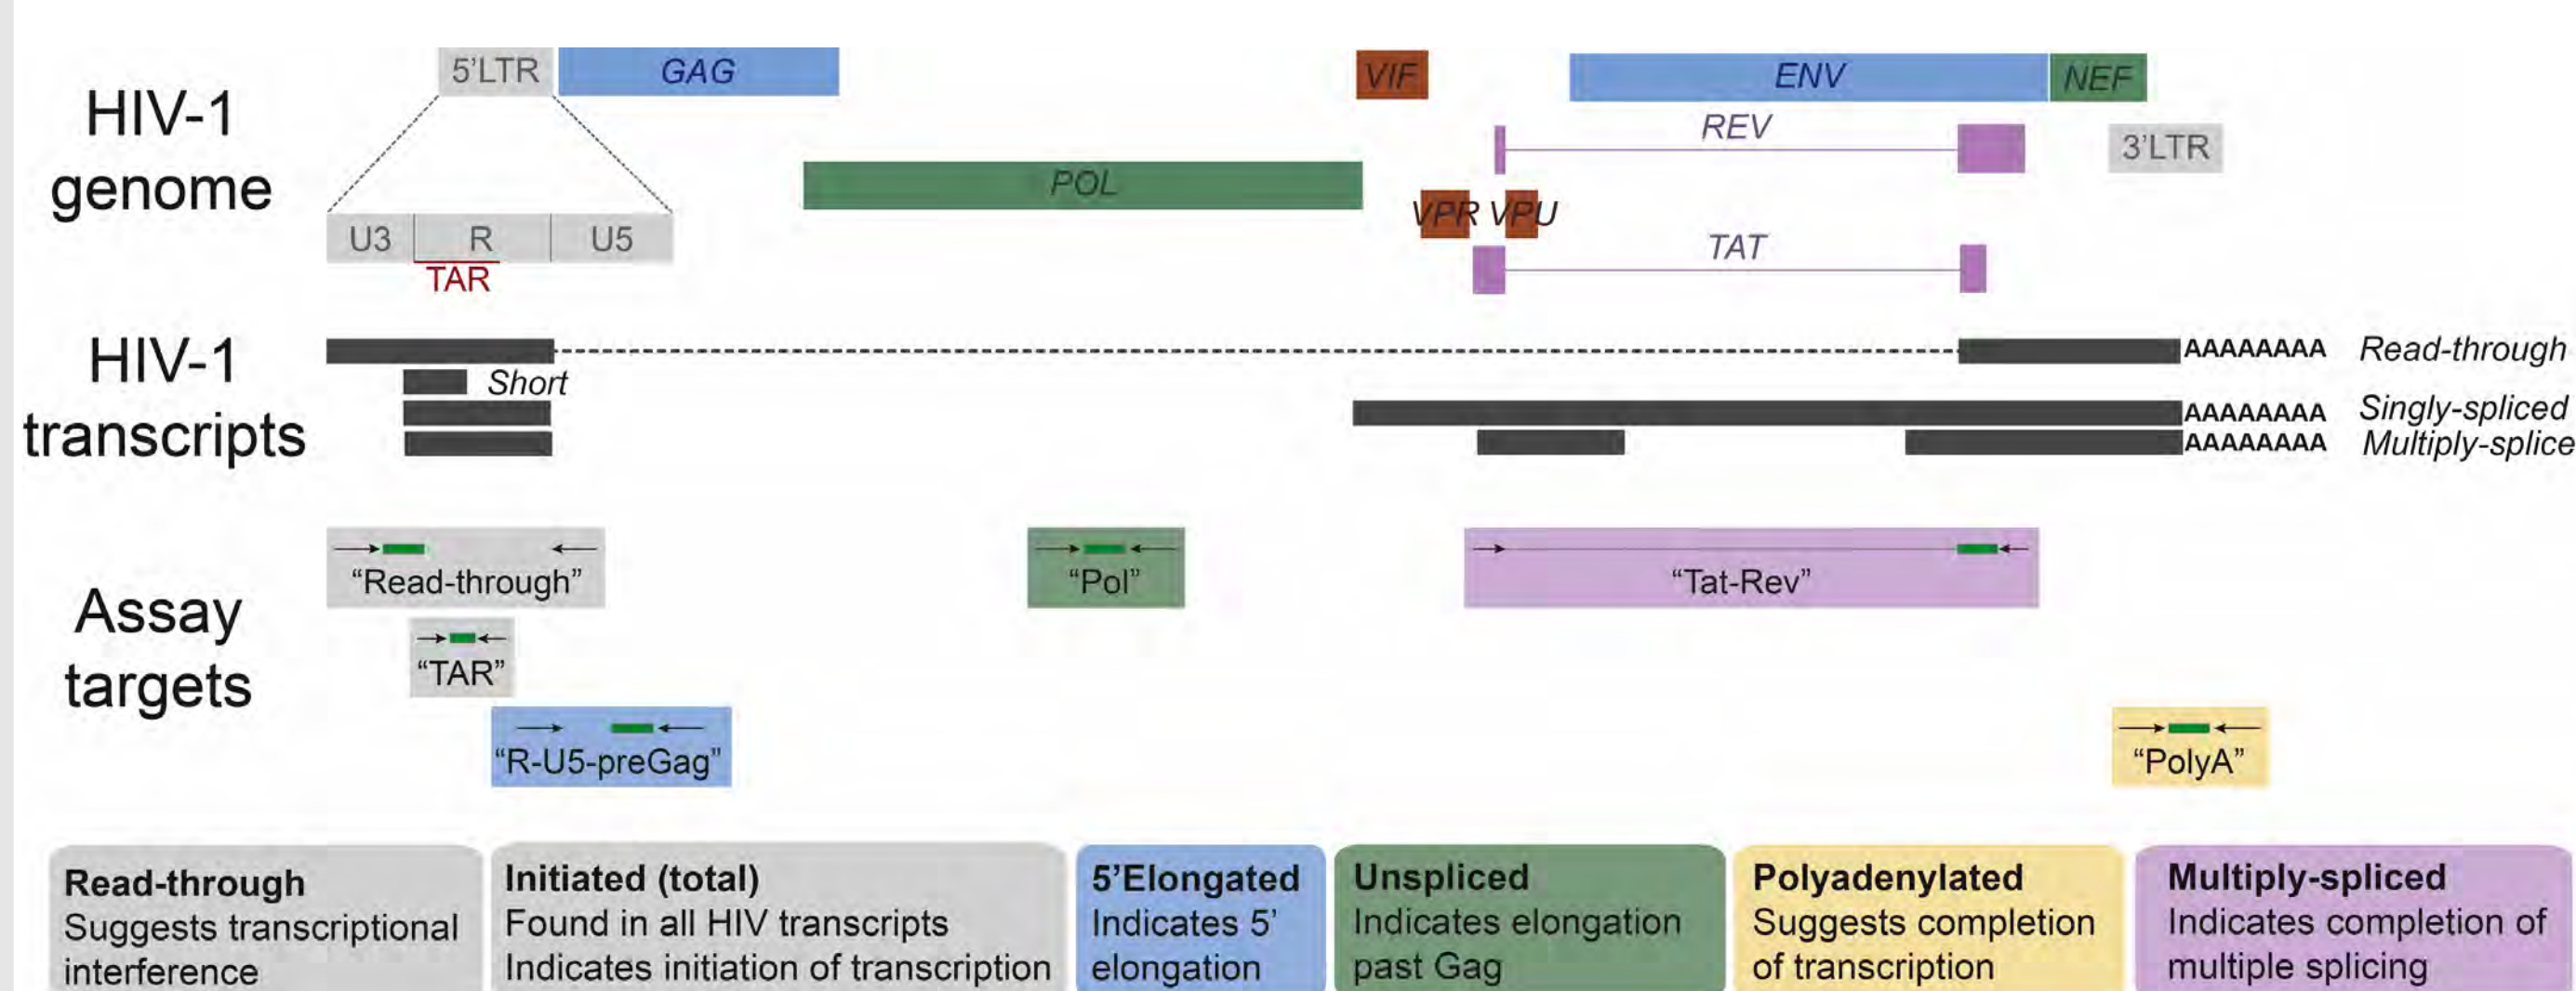 HIV-1
genome
5'LTR
GAG
VIF
ENV
NEF
REV
3'LTR
POL
VPR
VPU
U3
R
U5
TAR
TAT
HIV-1
transcripts
AAAAAAAA
Read-through
Short
AAAAAAAA
Singly-spliced
AAAAAAAA
Multiply-splice
Assay
targets
“Read-through”
“Pol”
“Tat-Rev”
“TAR”
“R-U5-preGag”
“PolyA”
Read-through
Suggests transcriptional
interference
Initiated (total)
Found in all HIV transcripts
Indicates initiation of transcription
5'Elongated
Indicates 5'
elongation
Unspliced
Indicates elongation
past Gag
Polyadenylated
Suggests completion
of transcription
Multiply-spliced
Indicates completion of
multiple splicing